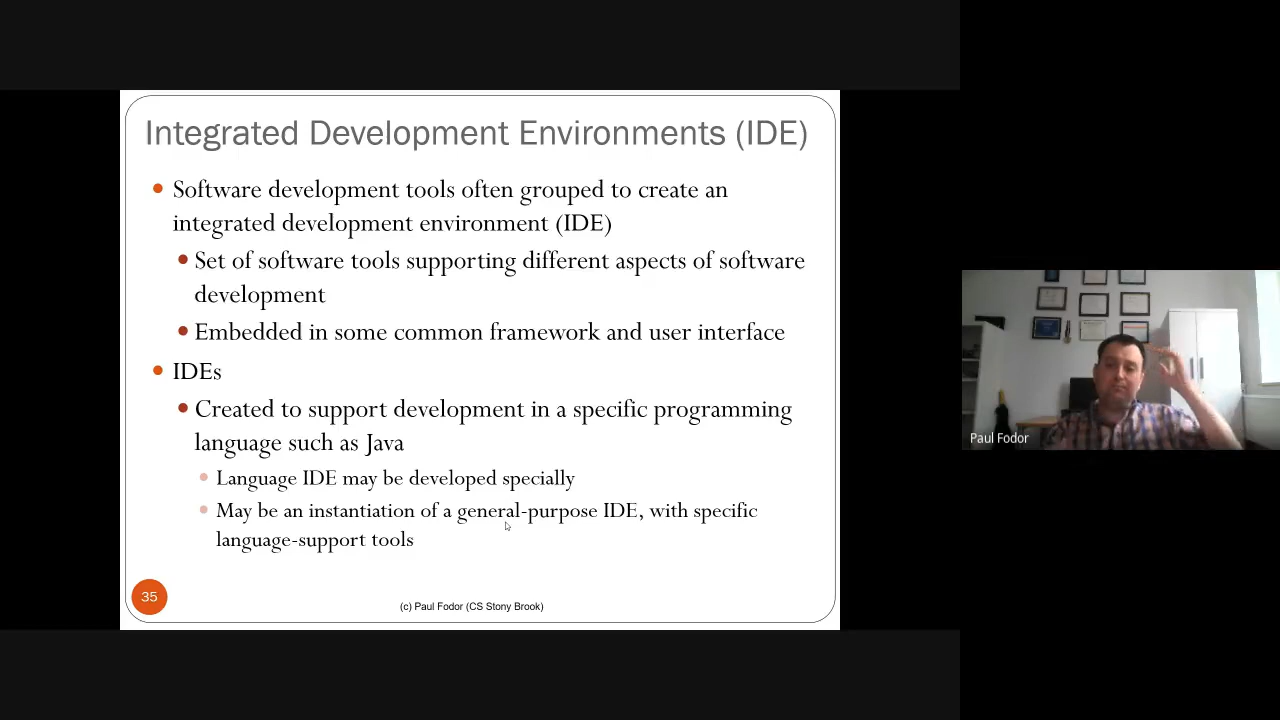 Integrated Development Environments (IDE)
Software development tools often grouped to create an
integrated development environment (IDE)
Set of software tools supporting different aspects of software
development
Embedded in some common framework and user interface
IDEs
Created to support development in a specific programming
language such as Java
Language IDE may be developed specially
May be an instantiation of a general-purpose IDE, with specific
language-support tools
35
(c) Paul Fodor (CS Stony Brook)
Paul Fodor